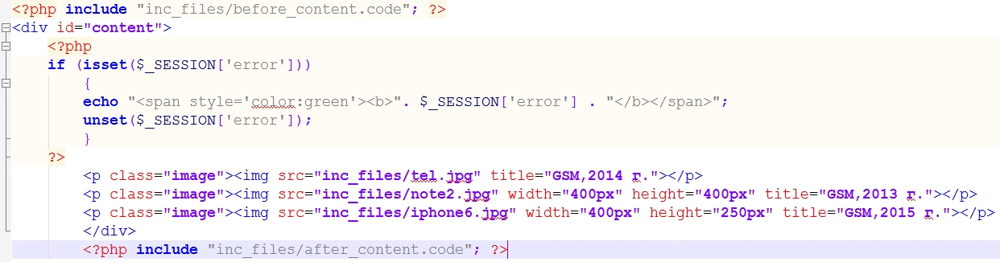 <?php include "inc_files/before_content.code"; ?>
<div id="content">
    <?php
    if (isset($_SESSION['error']))
        {
        echo "<span style='color:green'><b>". $_SESSION['error'] . "</b></span>";
        unset($_SESSION['error']);
        }
    ?>
        <p class="image"><img src="inc_files/tel.jpg" title="GSM,2014 г."></p>
        <p class="image"><img src="inc_files/note2.jpg" width="400px" height="400px" title="GSM,2013 г."></p>
        <p class="image"><img src="inc_files/iphone6.jpg" width="400px" height="250px" title="GSM,2015 г."></p>
        </div>
        <?php include "inc_files/after_content.code"; ?>